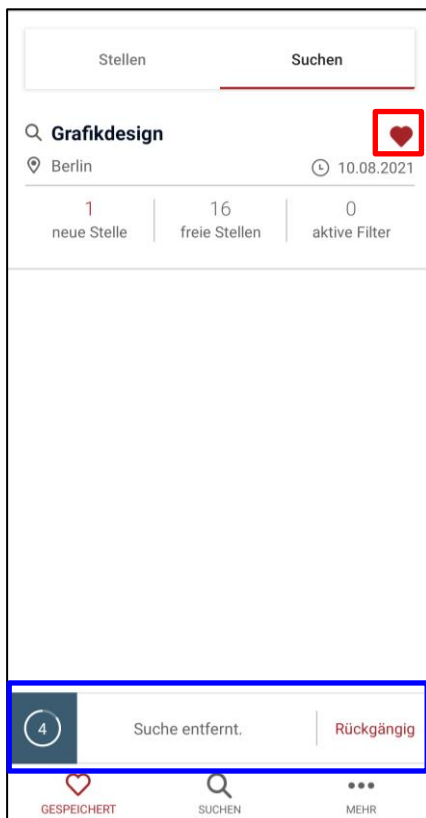 Stellen Suchen
Grafikdesign
Berlin 10.08.2021
1 16 0
neue Stelle freie Stellen aktive Filter
4 Suche entfernt. Rückgängig
GESPEICHERT SUCHEN MEHR